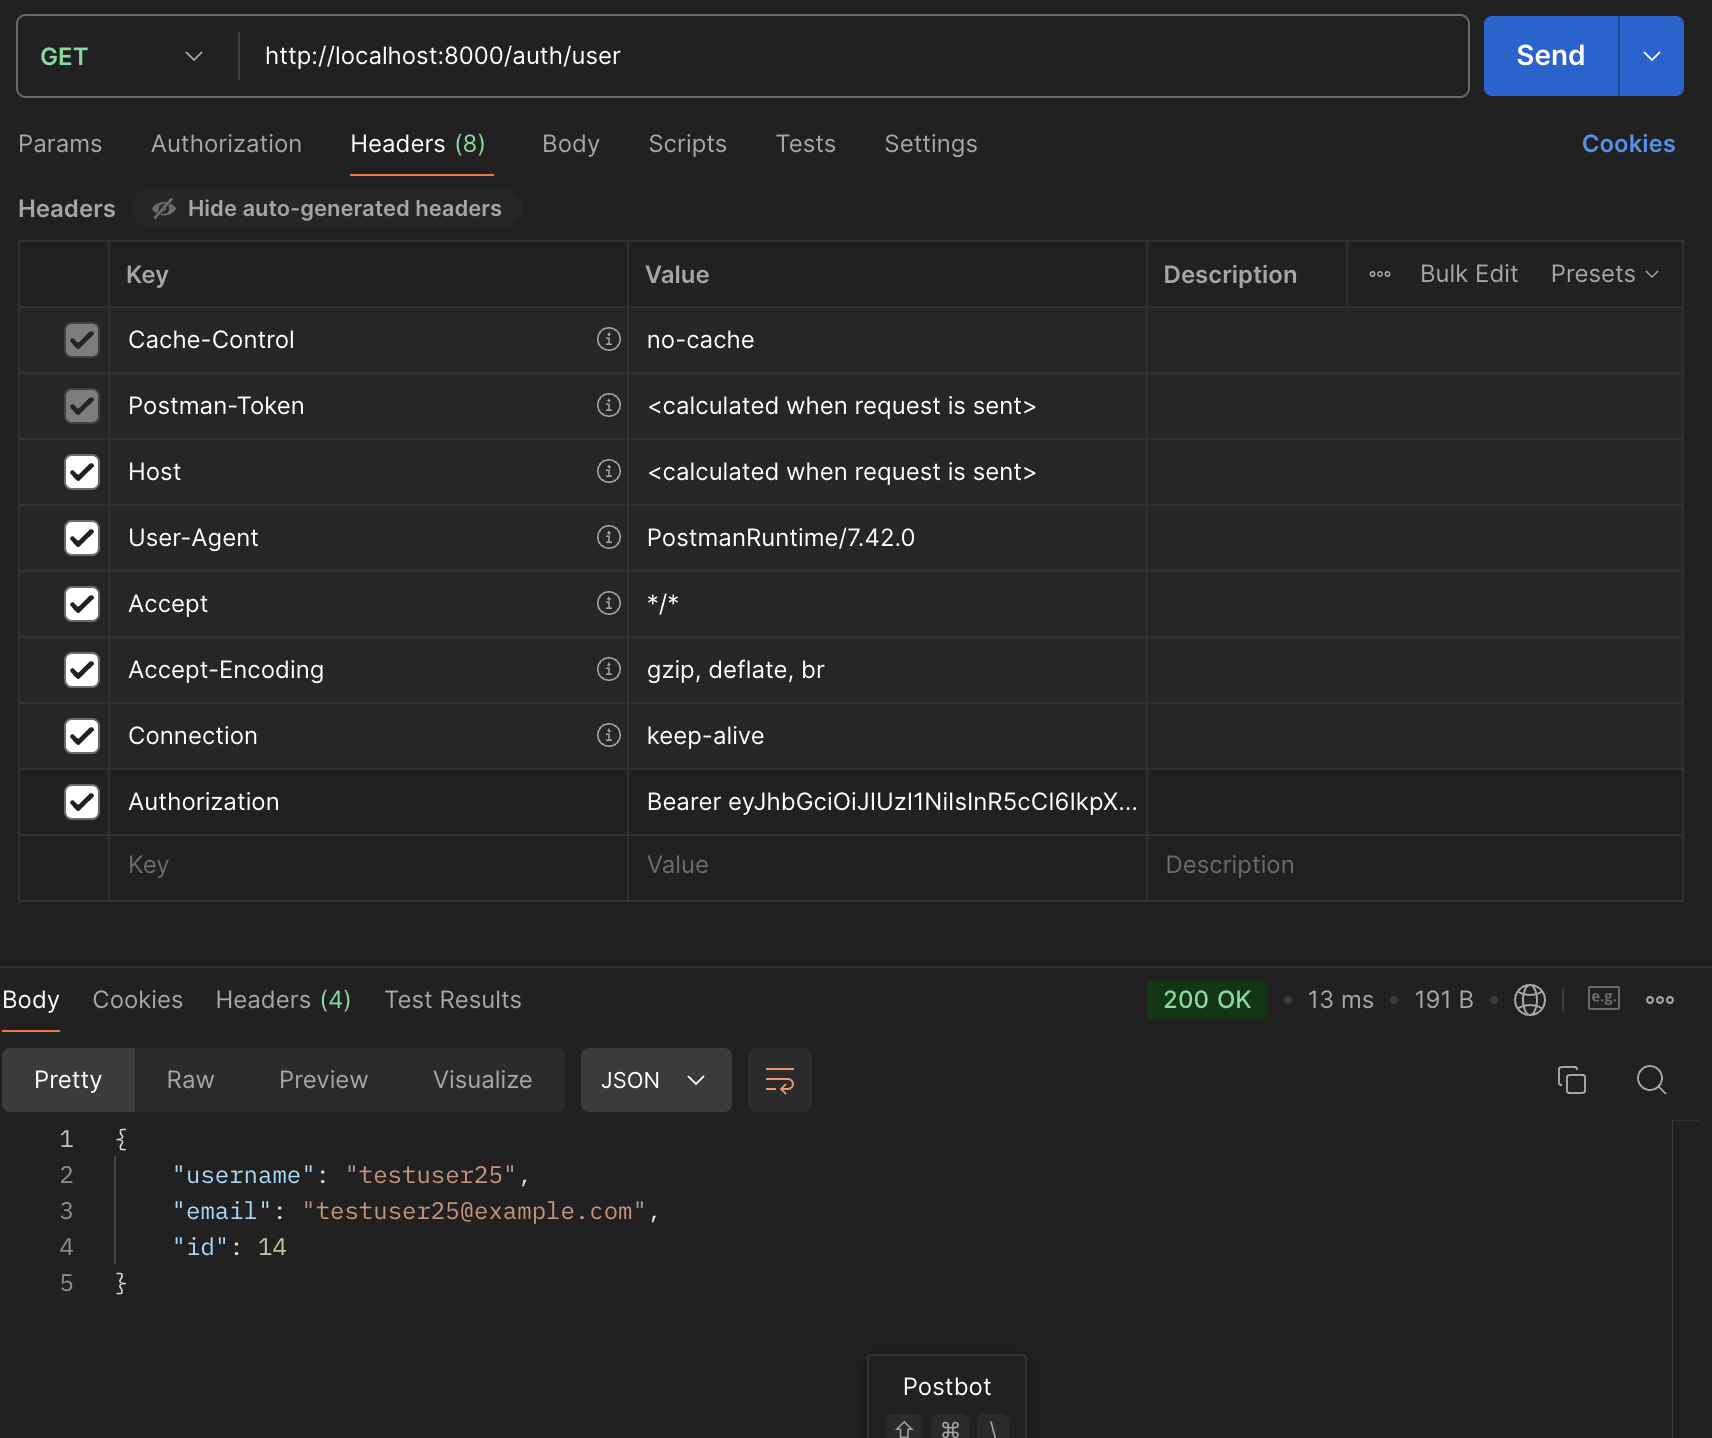 GET http://localhost:8000/auth/user Send
Params Authorization Headers (8) Body Scripts Tests Settings Cookies
Headers Hide auto-generated headers
Key Value Description Bulk Edit Presets
Cache-Control no-cache
Postman-Token <calculated when request is sent>
Host <calculated when request is sent>
User-Agent PostmanRuntime/7.42.0
Accept */*
Accept-Encoding gzip, deflate, br
Connection keep-alive
Authorization Bearer eyJhbGciOiJIUzI1NiIsInR5cCI6IkpX...
Key Value Description
Body Cookies Headers (4) Test Results 200 OK • 13 ms • 191 B • e.g.
Pretty Raw Preview Visualize JSON
1 {
2 "username": "testuser25",
3 "email": "testuser25@example.com",
4 "id": 14
5 }
Postbot
⇧ ⌘ \